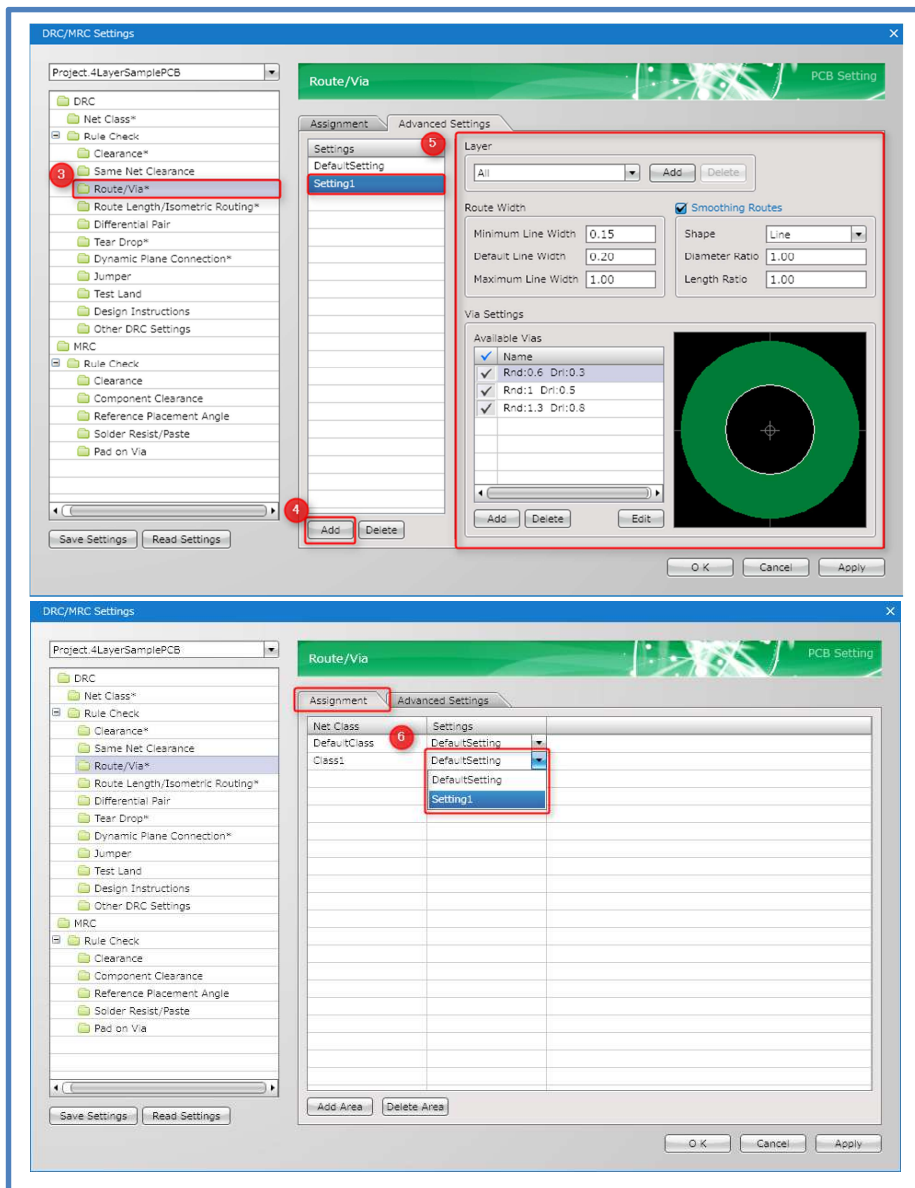 DRC/MRC Settings
Project.4LayerSamplePCB
Route/Via
PCB Setting
DRC
Net Class*
Rule Check
Clearance*
3
Same Net Clearance
Route/Via*
Route Length/Isometric Routing*
Differential Pair
Tear Drop*
Dynamic Plane Connection*
Jumper
Test Land
Design Instructions
Other DRC Settings
MRC
Rule Check
Clearance
Component Clearance
Reference Placement Angle
Solder Resist/Paste
Pad on Via
Save Settings Read Settings
Assignment Advanced Settings
Settings
DefaultSetting
Setting1
4
Add Delete
5
Layer
All Add Delete
Route Width
Minimum Line Width 0.15
Default Line Width 0.20
Maximum Line Width 1.00
Smoothing Routes
Shape Line
Diameter Ratio 1.00
Length Ratio 1.00
Via Settings
Available Vias
Name
Rnd:0.6 Drl:0.3
Rnd:1 Drl:0.5
Rnd:1.3 Drl:0.8
Add Delete Edit
O K Cancel Apply
DRC/MRC Settings
Project.4LayerSamplePCB
Route/Via
PCB Setting
DRC
Net Class*
Rule Check
Clearance*
Same Net Clearance
Route/Via*
Route Length/Isometric Routing*
Differential Pair
Tear Drop*
Dynamic Plane Connection*
Jumper
Test Land
Design Instructions
Other DRC Settings
MRC
Rule Check
Clearance
Component Clearance
Reference Placement Angle
Solder Resist/Paste
Pad on Via
Save Settings Read Settings
Assignment Advanced Settings
Net Class Settings
6
DefaultClass DefaultSetting
Class1 DefaultSetting
DefaultSetting
Setting1
Add Area Delete Area
O K Cancel Apply